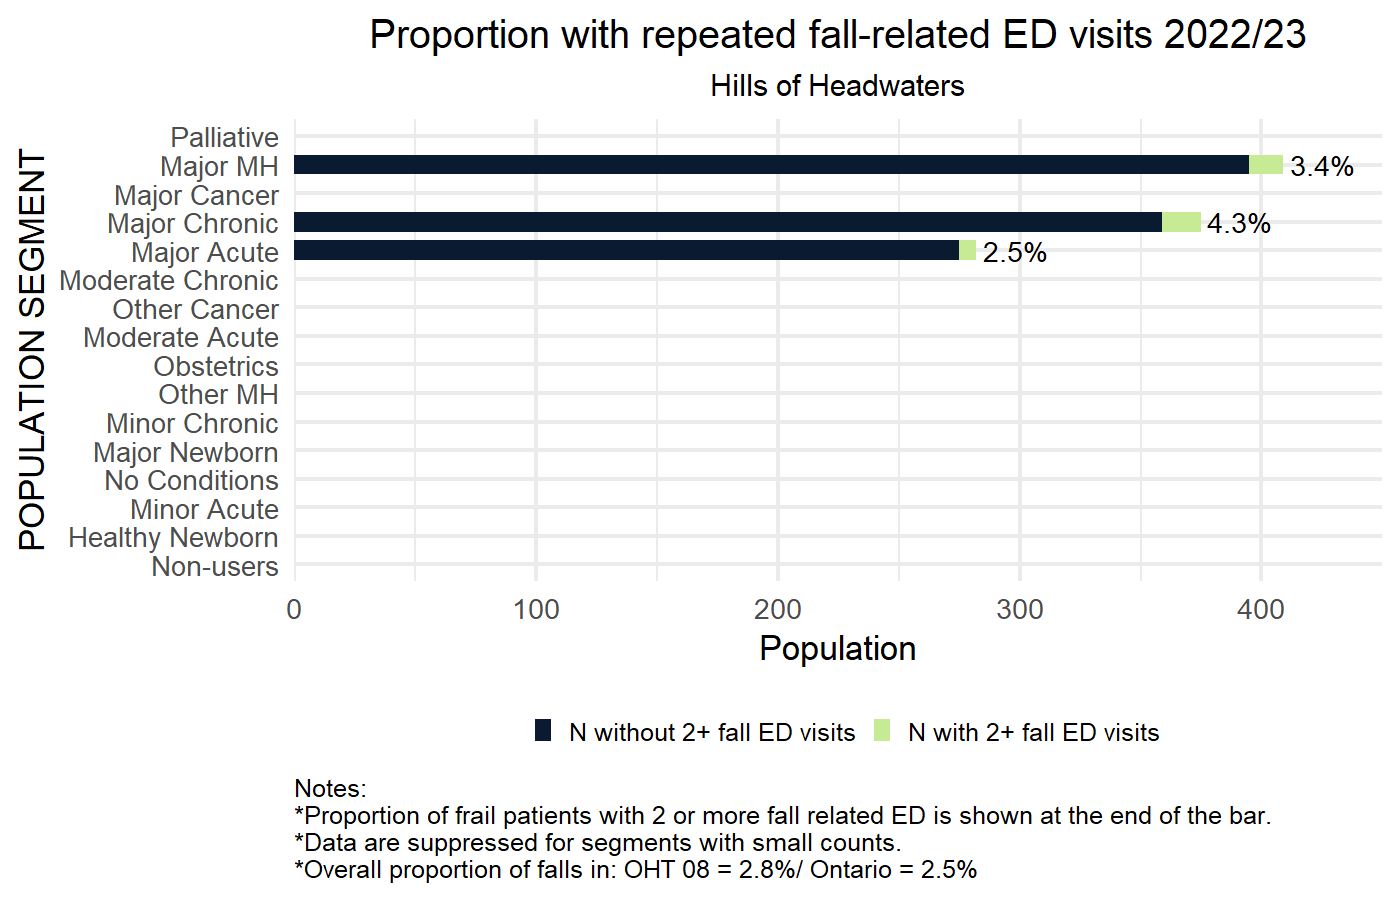 Proportion with repeated fall-related ED visits 2022/23
Hills of Headwaters
POPULATION SEGMENT
Palliative
Major MH
3.4%
Major Cancer
Major Chronic
4.3%
Major Acute
2.5%
Moderate Chronic
Other Cancer
Moderate Acute
Obstetrics
Other MH
Minor Chronic
Major Newborn
No Conditions
Minor Acute
Healthy Newborn
Non-users
0 100 200 300 400
Population
N without 2+ fall ED visits N with 2+ fall ED visits
Notes:
*Proportion of frail patients with 2 or more fall related ED is shown at the end of the bar.
*Data are suppressed for segments with small counts.
*Overall proportion of falls in: OHT 08 = 2.8%/ Ontario = 2.5%